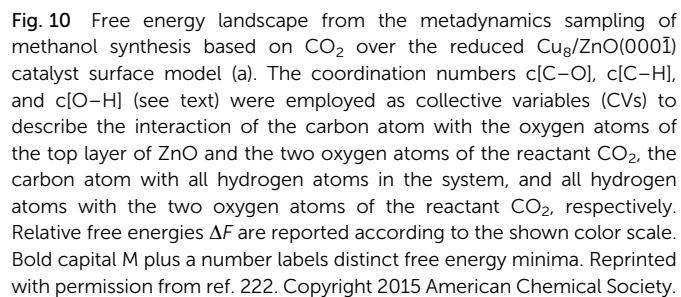 Fig. 10 Free energy landscape from the metadynamics sampling of
methanol synthesis based on CO₂ over the reduced Cu₈/ZnO(0001̄)
catalyst surface model (a). The coordination numbers c[C–O], c[C–H],
and c[O–H] (see text) were employed as collective variables (CVs) to
describe the interaction of the carbon atom with the oxygen atoms of
the top layer of ZnO and the two oxygen atoms of the reactant CO₂, the
carbon atom with all hydrogen atoms in the system, and all hydrogen
atoms with the two oxygen atoms of the reactant CO₂, respectively.
Relative free energies ΔF are reported according to the shown color scale.
Bold capital M plus a number labels distinct free energy minima. Reprinted
with permission from ref. 222. Copyright 2015 American Chemical Society.